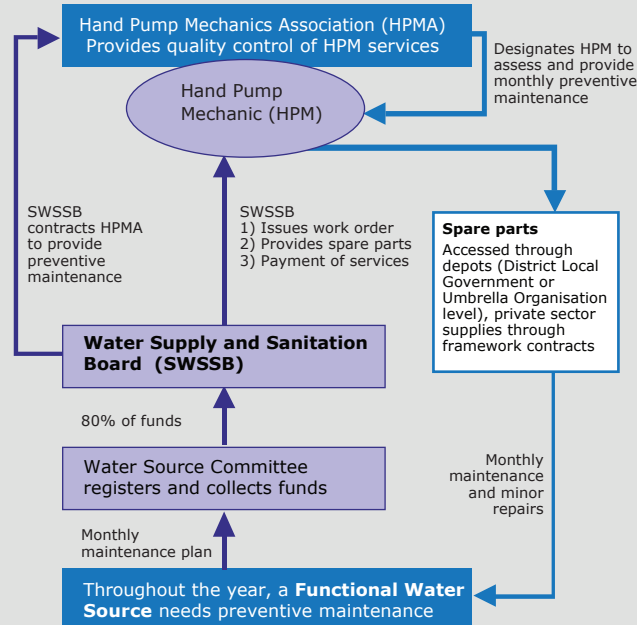 Hand Pump Mechanics Association (HPMA)
Provides quality control of HPM services
Designates HPM to
assess and provide
monthly preventive
maintenance
Hand Pump
Mechanic (HPM)
SWSSB
contracts HPMA
to provide
preventive
maintenance
SWSSB
1) Issues work order
2) Provides spare parts
3) Payment of services
Spare parts
Accessed through
depots (District Local
Government or
Umbrella Organisation
level), private sector
supplies through
framework contracts
Water Supply and Sanitation
Board (SWSSB)
80% of funds
Water Source Committee
registers and collects funds
Monthly
maintenance
and minor
repairs
Monthly
maintenance plan
Throughout the year, a Functional Water
Source needs preventive maintenance